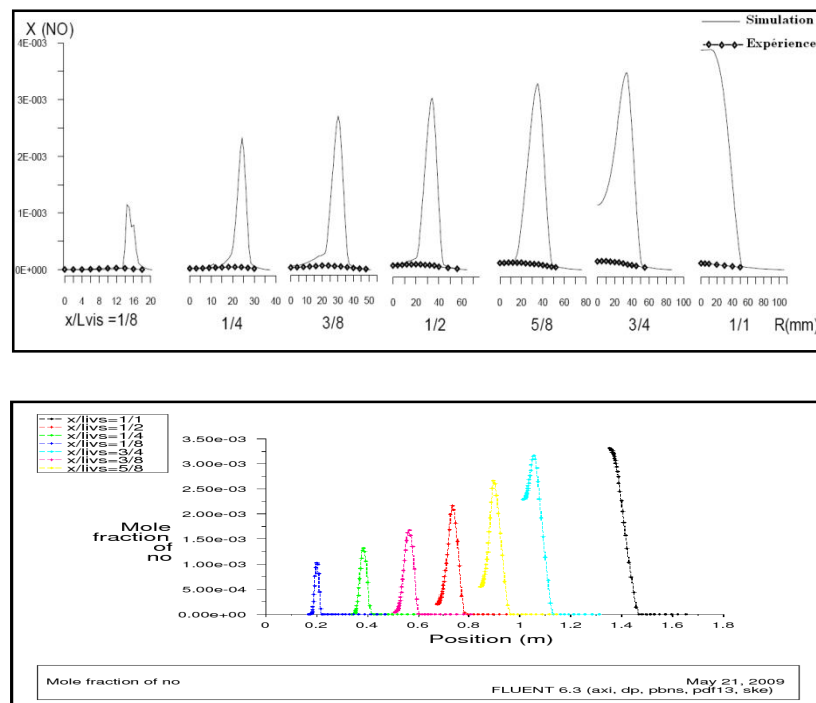 X (NO)
Simulation
Expérience
4E-003
3E-003
2E-003
1E-003
0E+000
0 4 8 12 16 20
0 10 20 30 40
0 10 20 30 40 50
0 20 40 60
0 20 40 60 80
0 20 40 60 80 100
0 20 40 60 80 100
x/Lvis =1/8
1/4
3/8
1/2
5/8
3/4
1/1
R(mm)
x/livs=1/1
x/livs=1/2
x/livs=1/4
x/livs=1/8
x/livs=3/4
x/livs=3/8
x/livs=5/8
3.50e-03
3.00e-03
2.50e-03
2.00e-03
1.50e-03
1.00e-03
5.00e-04
0.00e+00
Mole
fraction
of
no
0 0.2 0.4 0.6 0.8 1 1.2 1.4 1.6 1.8
Position (m)
Mole fraction of no
May 21, 2009
FLUENT 6.3 (axi, dp, pbns, pdf13, ske)